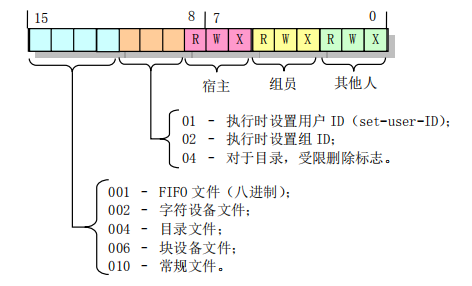 15 8 7 0
R W X R W X R W X
宿主 组员 其他人
01 - 执行时设置用户 ID（set-user-ID）；
02 - 执行时设置组 ID；
04 - 对于目录，受限删除标志。
001 - FIFO 文件（八进制）；
002 - 字符设备文件；
004 - 目录文件；
006 - 块设备文件；
010 - 常规文件。